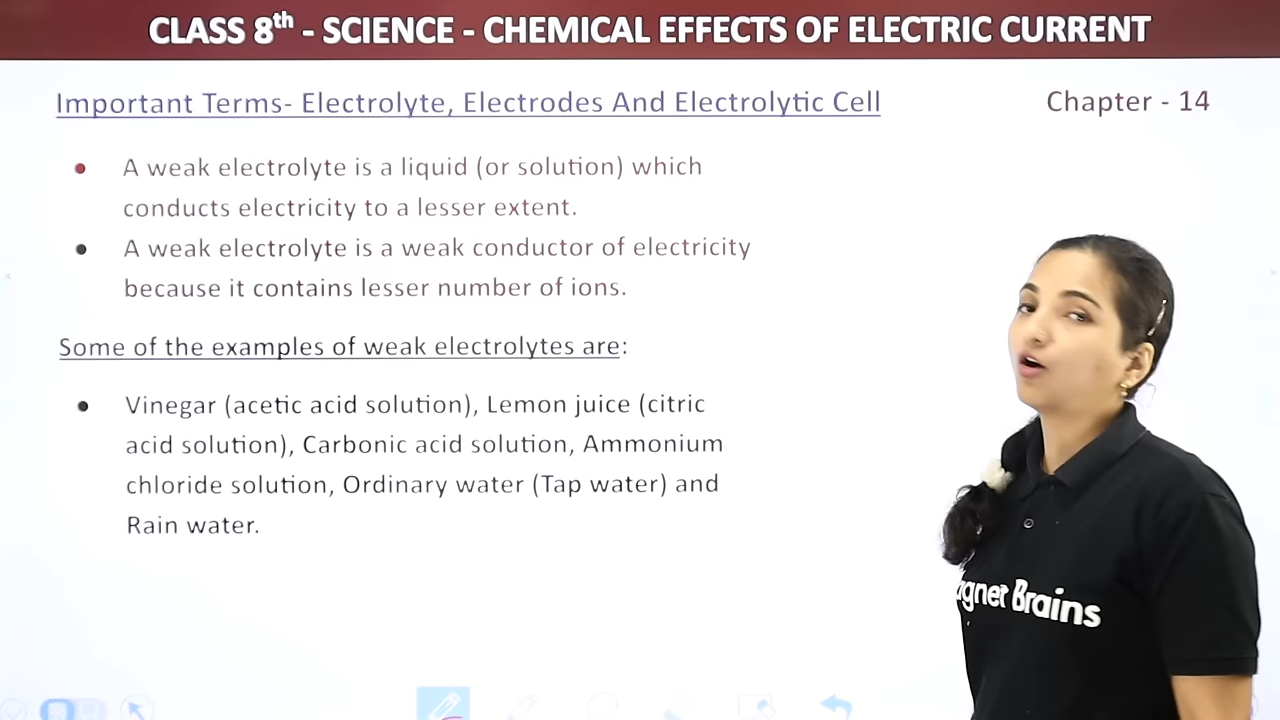 CLASS 8th - SCIENCE - CHEMICAL EFFECTS OF ELECTRIC CURRENT
Important Terms- Electrolyte, Electrodes And Electrolytic Cell
Chapter - 14
• A weak electrolyte is a liquid (or solution) which
conducts electricity to a lesser extent.
• A weak electrolyte is a weak conductor of electricity
because it contains lesser number of ions.
Some of the examples of weak electrolytes are:
• Vinegar (acetic acid solution), Lemon juice (citric
acid solution), Carbonic acid solution, Ammonium
chloride solution, Ordinary water (Tap water) and
Rain water.
agnet Brains